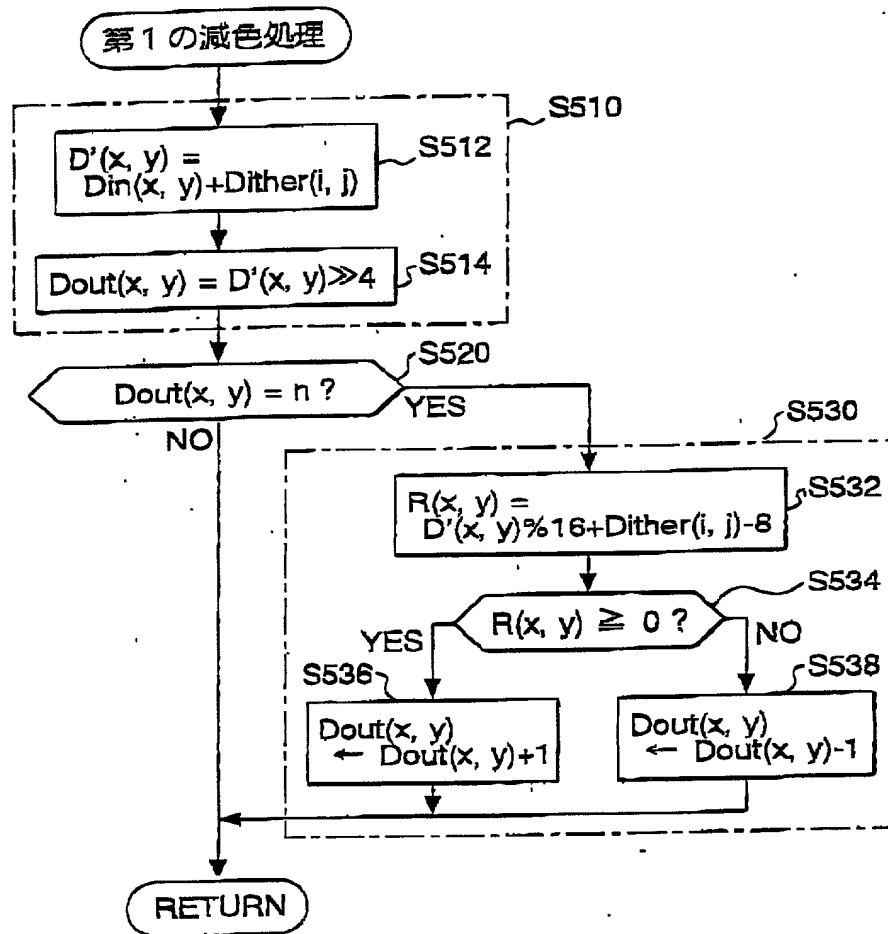 第1の減色処理
S510
S512
D'(x, y) =
Din(x, y)+Dither(i, j)
S514
Dout(x, y) = D'(x, y)≫4
S520
Dout(x, y) = n ?
YES
NO
S530
S532
R(x, y) =
D'(x, y)%16+Dither(i, j)-8
S534
R(x, y) ≧ 0 ?
YES
NO
S536
S538
Dout(x, y)
← Dout(x, y)+1
Dout(x, y)
← Dout(x, y)-1
RETURN